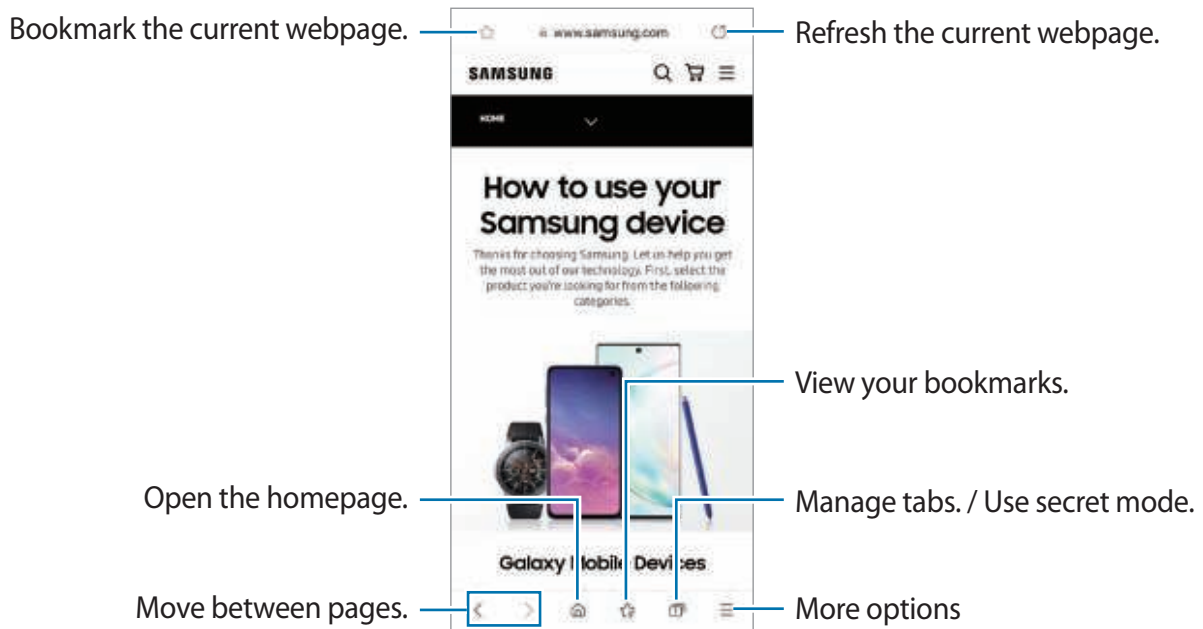 Bookmark the current webpage.
www.samsung.com
Refresh the current webpage.
SAMSUNG
HOME
How to use your
Samsung device
Thanks for choosing Samsung. Let us help you get
the most out of our technology. First, select the
product you're looking for from the following
categories.
View your bookmarks.
Open the homepage.
Manage tabs. / Use secret mode.
Galaxy Mobile Devices
Move between pages.
More options